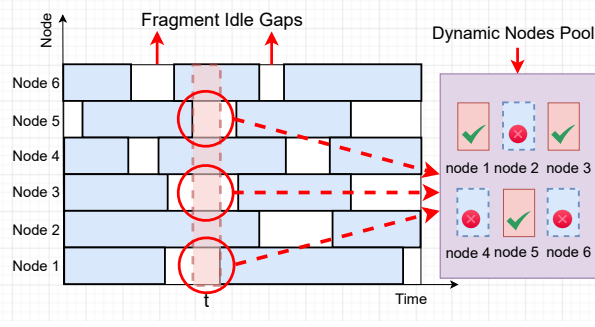 Fragment Idle Gaps
Dynamic Nodes Pool
Node
Node 6
Node 5
Node 4
Node 3
Node 2
Node 1
t
Time
node 1 node 2 node 3
node 4 node 5 node 6